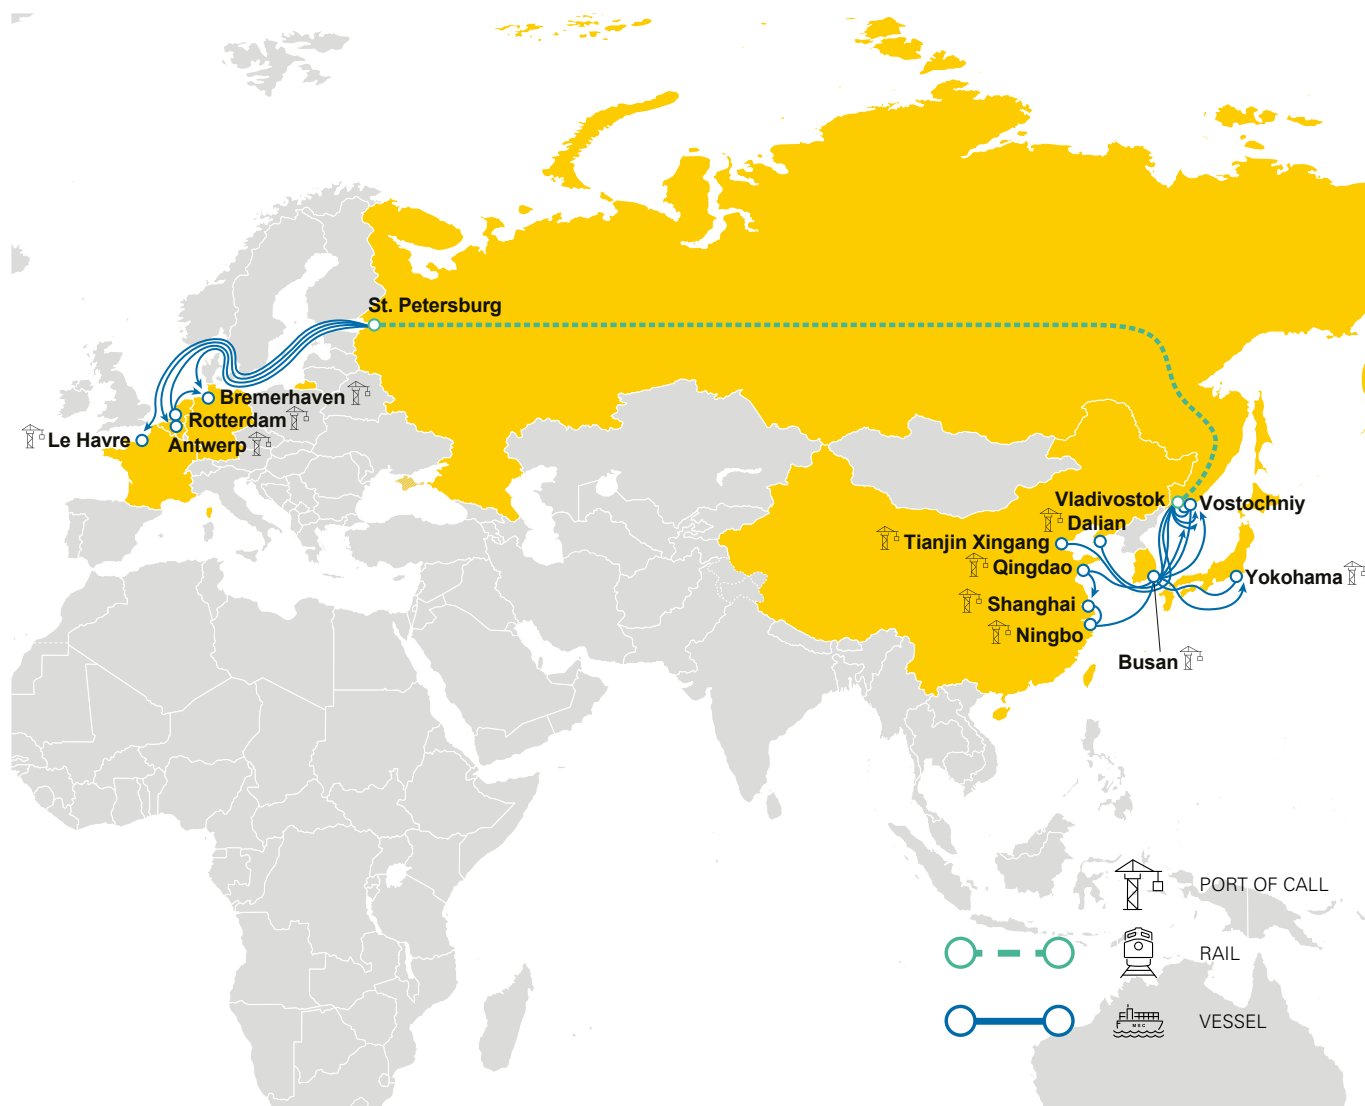 St. Petersburg
Bremerhaven
Rotterdam
Le Havre
Antwerp
Vladivostok
Vostochniy
Dalian
Tianjin Xingang
Qingdao
Yokohama
Shanghai
Ningbo
Busan
PORT OF CALL
RAIL
MSC
VESSEL